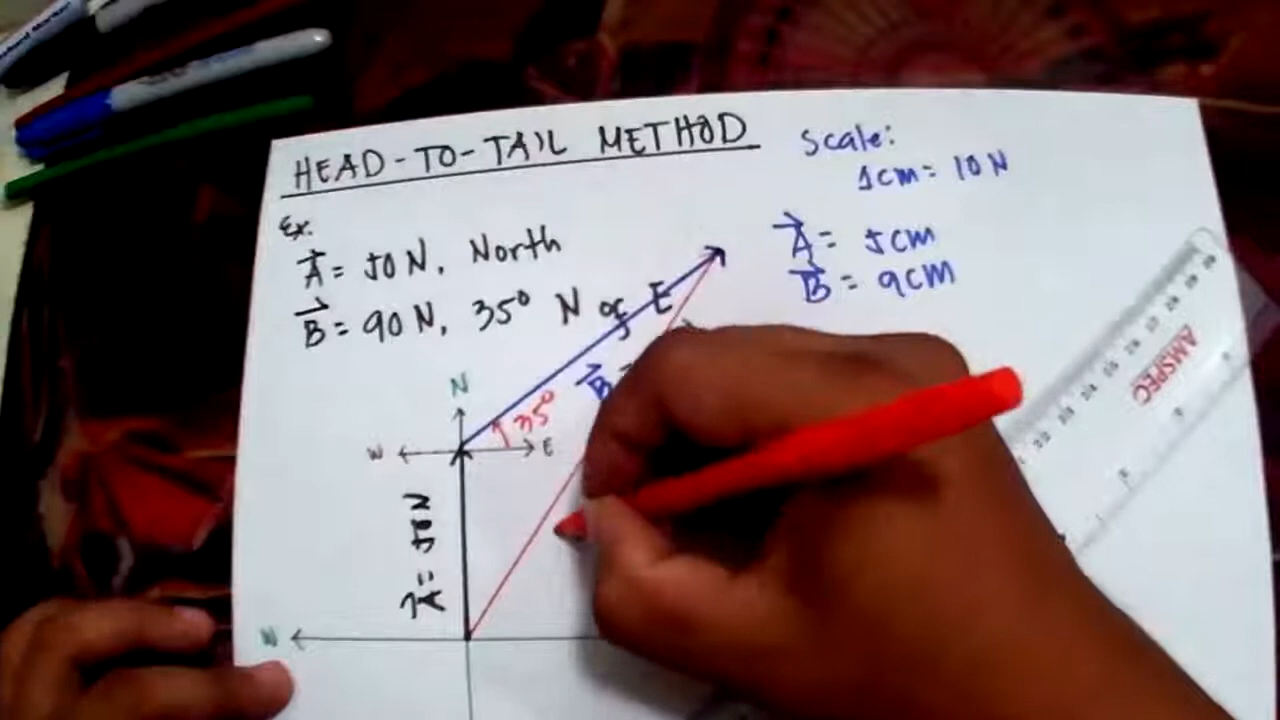 HEAD-TO-TAIL METHOD
Scale:
1cm = 10 N
Ex.
A = 50 N, North
B = 90 N, 35° N of E
A = 5cm
B = 9cm
N
35°
W
E
B
A = 50N
W
AMSPEC